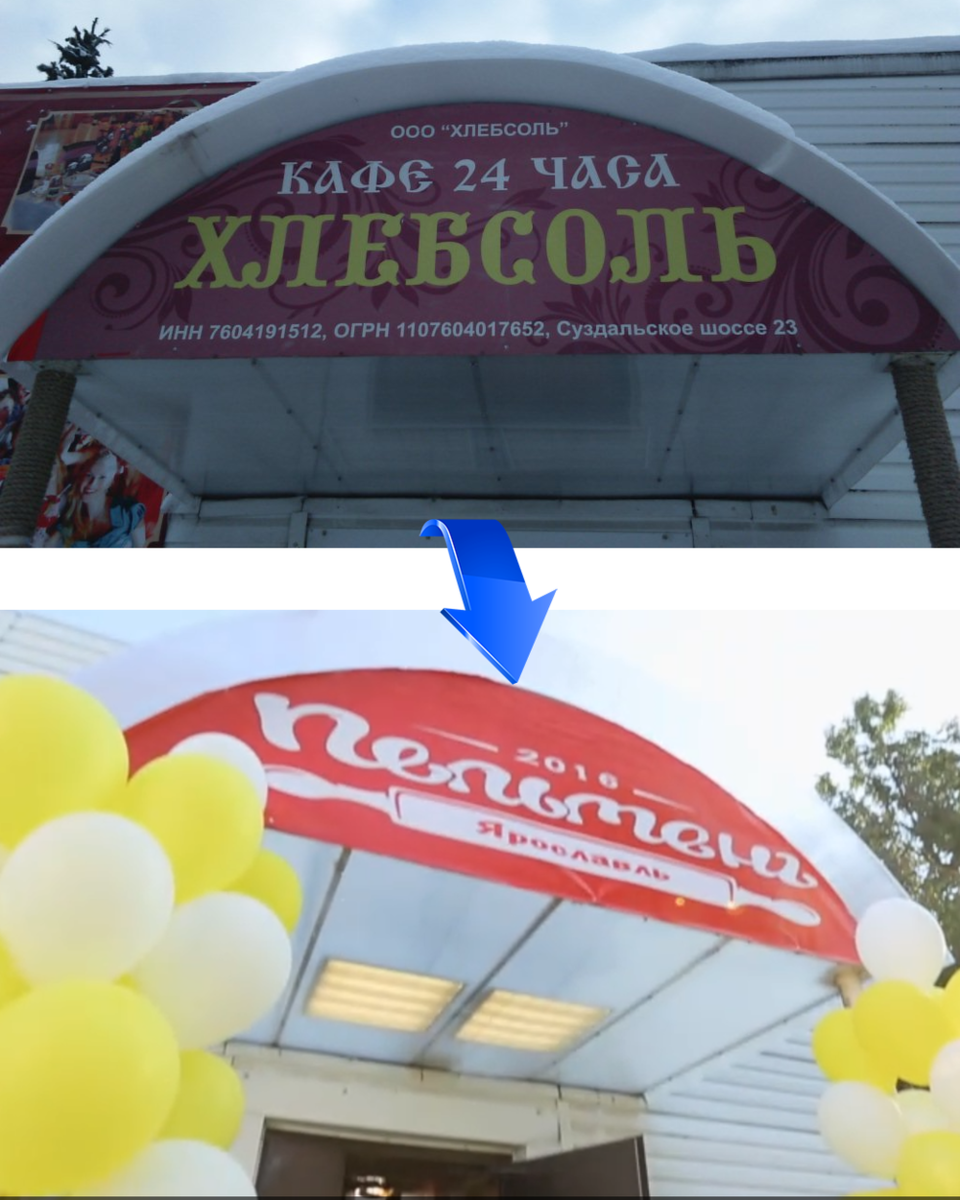 ООО “ХЛЕБСОЛЬ”
КАФЕ 24 ЧАСА
ХЛЕБСОЛЬ
ИНН 7604191512, ОГРН 1107604017652, Суздальское шоссе 23
2016
Пельмени
Ярославль